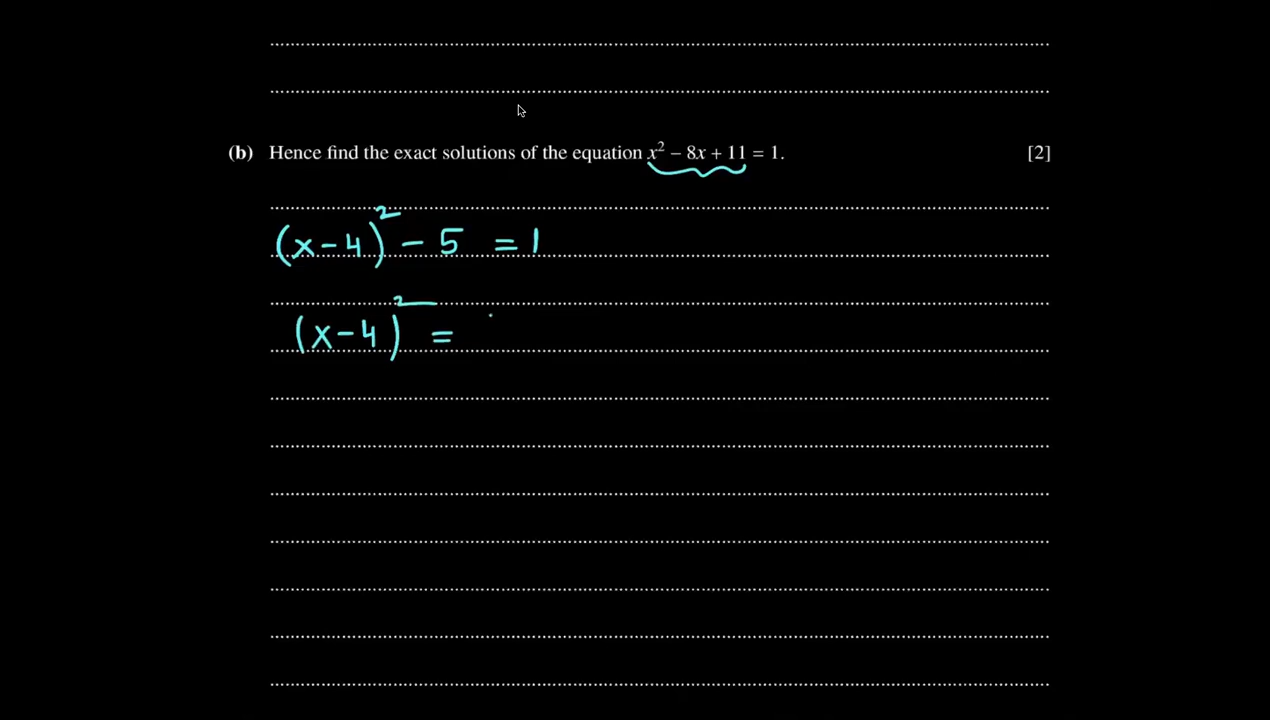 (b) Hence find the exact solutions of the equation x² – 8x + 11 = 1. [2]
(x-4)² - 5 = 1
(x-4)² =